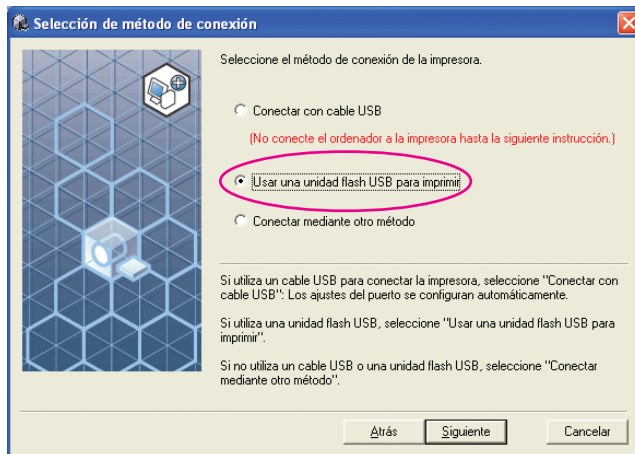 Selección de método de conexión
Seleccione el método de conexión de la impresora.
Conectar con cable USB
(No conecte el ordenador a la impresora hasta la siguiente instrucción.)
Usar una unidad flash USB para imprimir
Conectar mediante otro método
Si utiliza un cable USB para conectar la impresora, seleccione "Conectar con
cable USB": Los ajustes del puerto se configuran automáticamente.
Si utiliza una unidad flash USB, seleccione "Usar una unidad flash USB para
imprimir".
Si no utiliza un cable USB o una unidad flash USB, seleccione "Conectar
mediante otro método".
Atrás
Siguiente
Cancelar